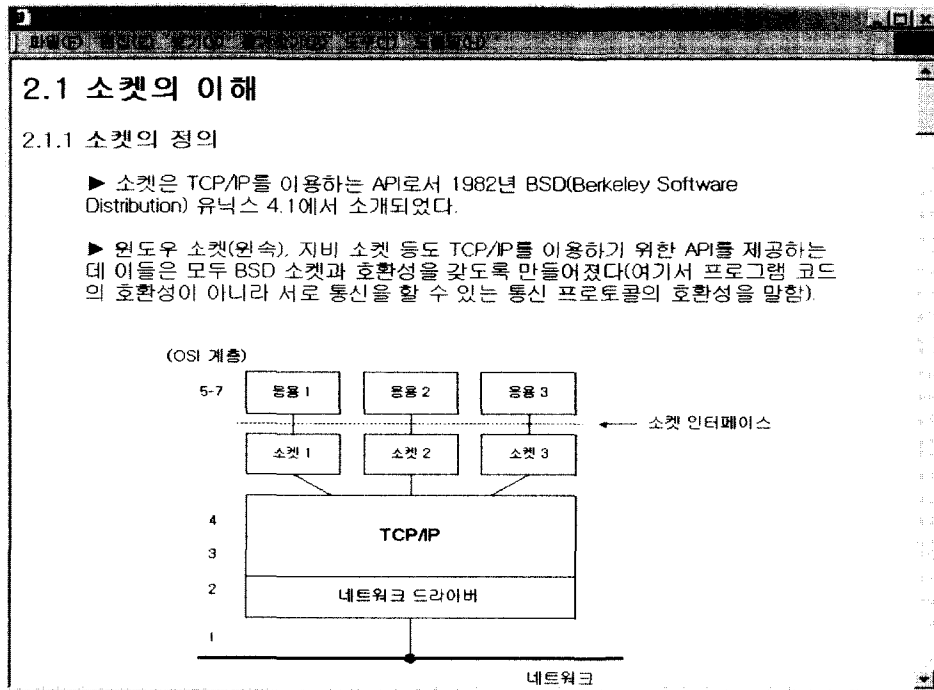 2.1 소켓의 이해
2.1.1 소켓의 정의
▶ 소켓은 TCP/IP를 이용하는 API로서 1982년 BSD(Berkeley Software
Distribution) 유닉스 4.1에서 소개되었다.
▶ 윈도우 소켓(윈속), 자바 소켓 등도 TCP/IP를 이용하기 위한 API를 제공하는
데 이들은 모두 BSD 소켓과 호환성을 갖도록 만들어졌다(여기서 프로그램 코드
의 호환성이 아니라 서로 통신을 할 수 있는 통신 프로토콜의 호환성을 말함).
(OSI 계층)
5-7 응용 1 응용 2 응용 3
소켓 인터페이스
소켓 1 소켓 2 소켓 3
4
TCP/IP
3
2 네트워크 드라이버
1
네트워크